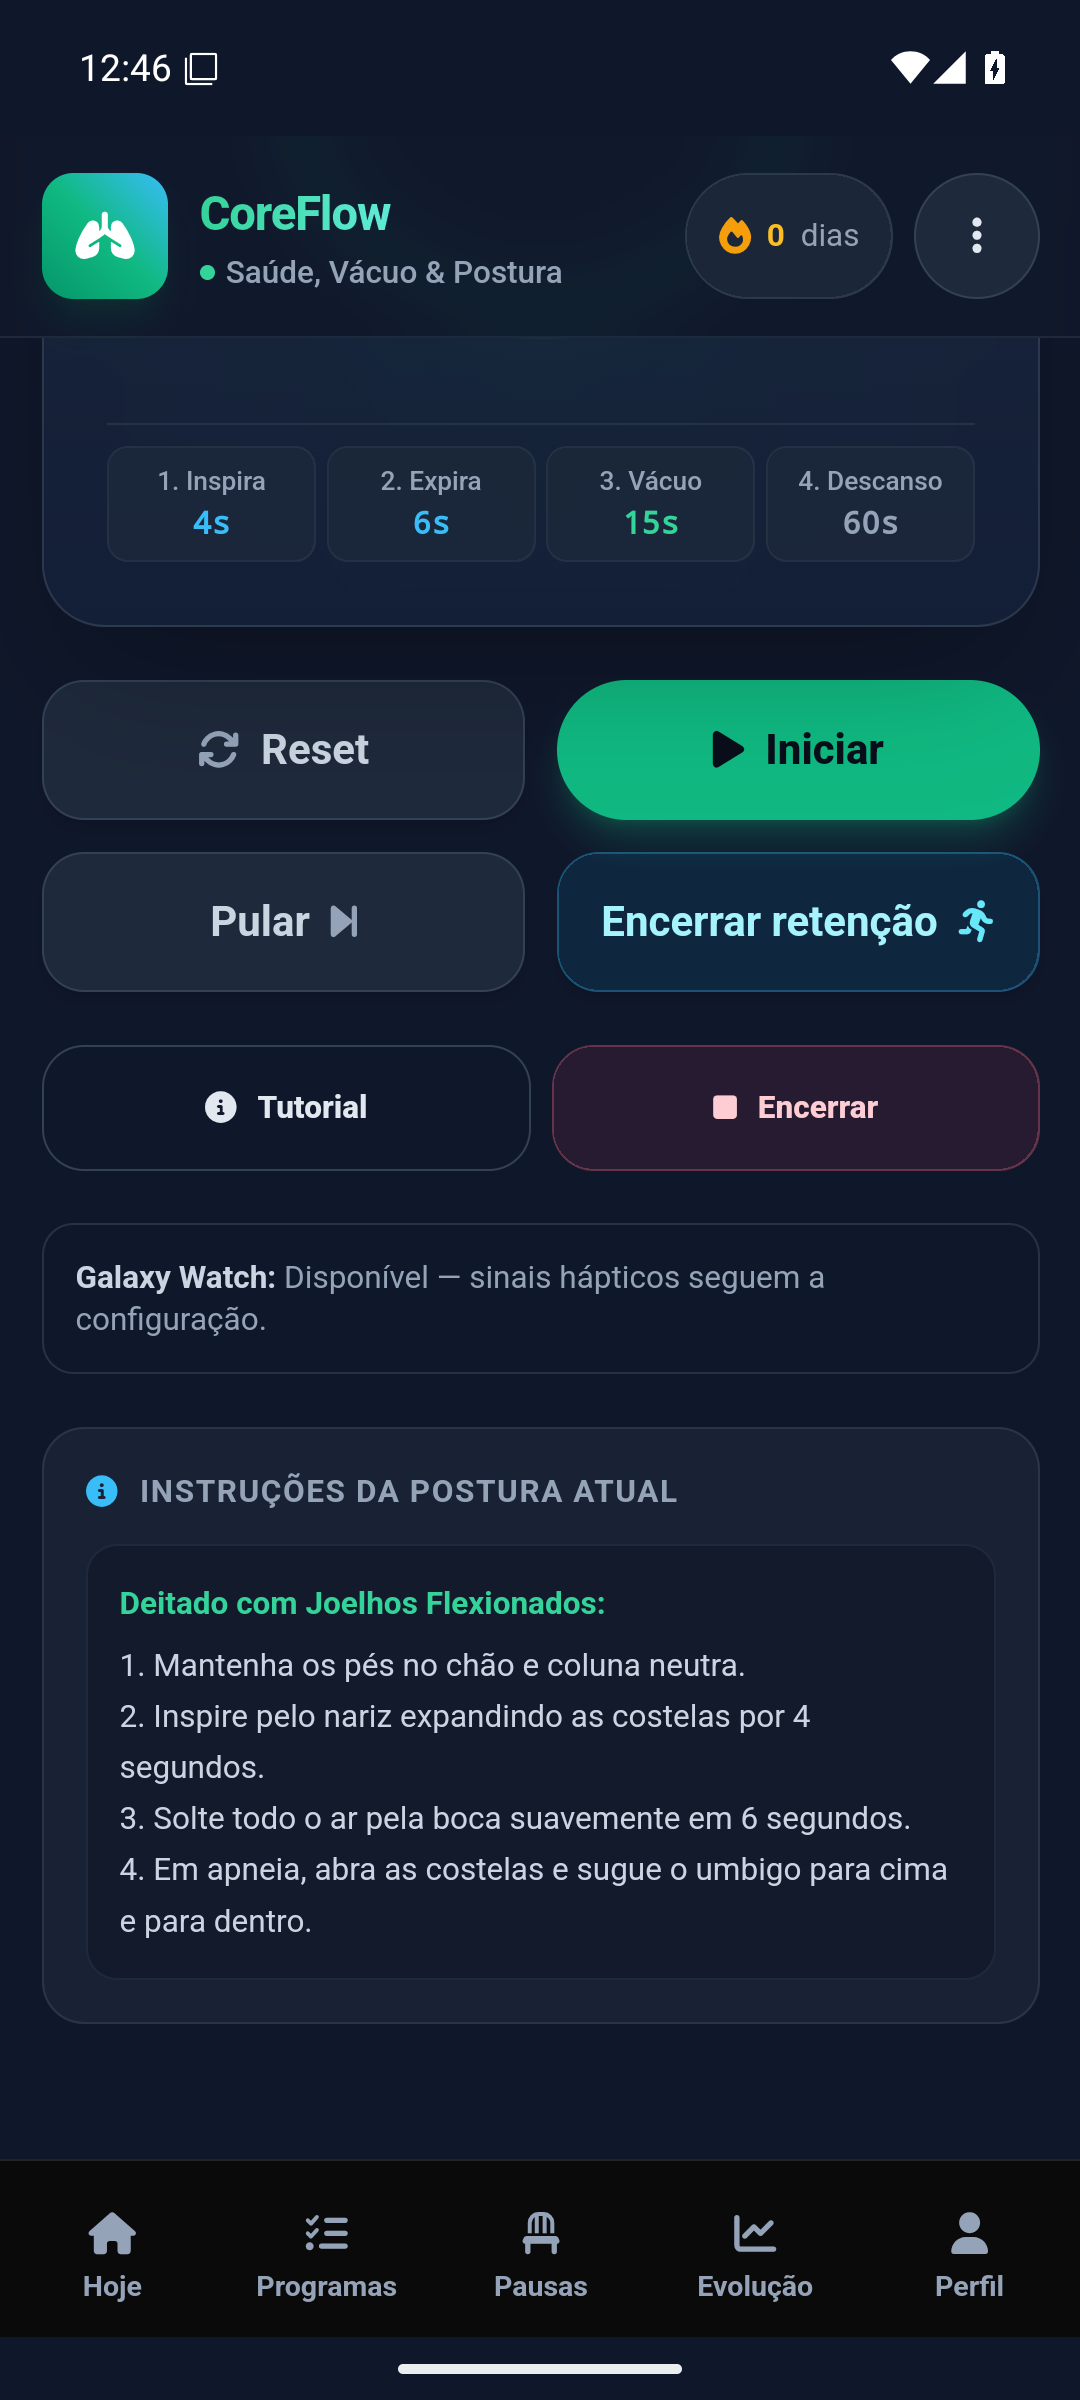 12:46
CoreFlow
Saúde, Vácuo & Postura
0 dias
1. Inspira
4s
2. Expira
6s
3. Vácuo
15s
4. Descanso
60s
Reset
Iniciar
Pular
Encerrar retenção
Tutorial
Encerrar
Galaxy Watch: Disponível — sinais hápticos seguem a
configuração.
INSTRUÇÕES DA POSTURA ATUAL
Deitado com Joelhos Flexionados:
1. Mantenha os pés no chão e coluna neutra.
2. Inspire pelo nariz expandindo as costelas por 4
segundos.
3. Solte todo o ar pela boca suavemente em 6 segundos.
4. Em apneia, abra as costelas e sugue o umbigo para cima
e para dentro.
Hoje
Programas
Pausas
Evolução
Perfil